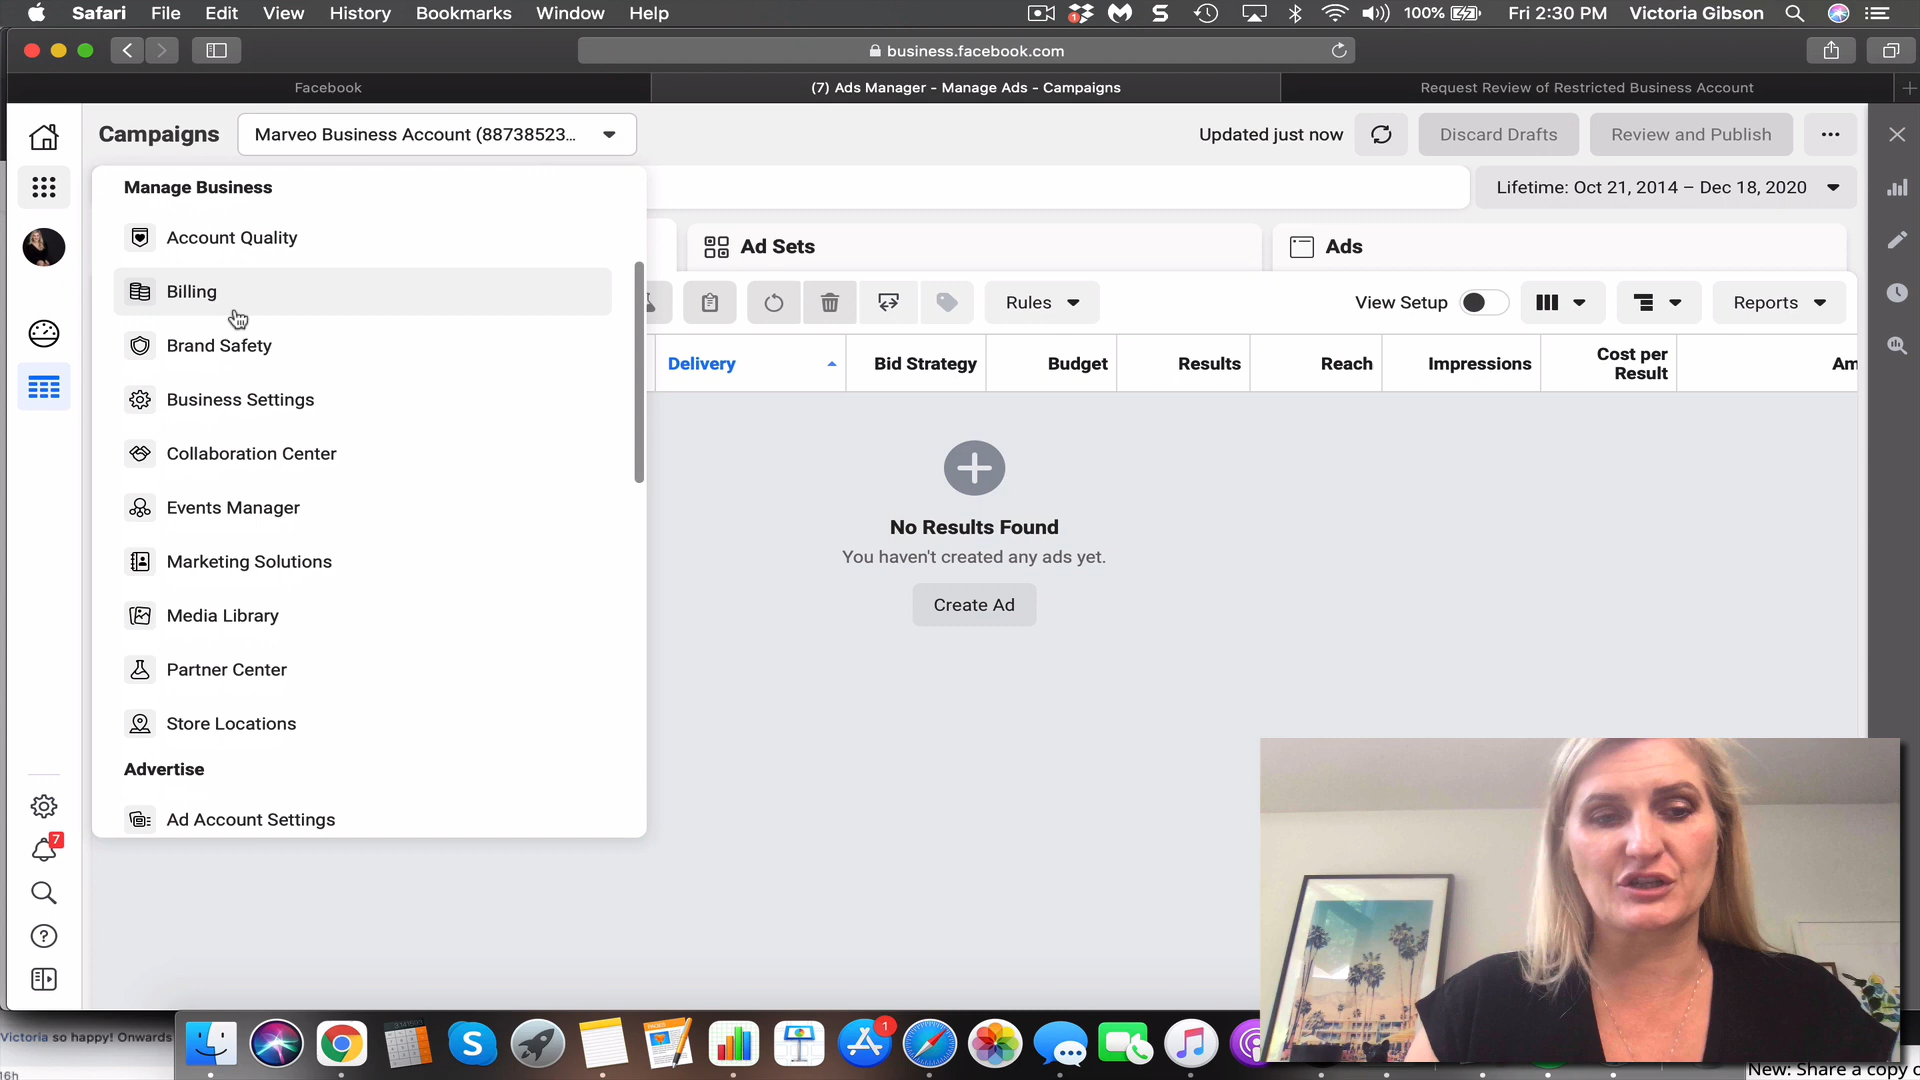 Safari File Edit View History Bookmarks Window Help
100% Fri 2:30 PM Victoria Gibson
business.facebook.com
Facebook
(7) Ads Manager - Manage Ads - Campaigns
Request Review of Restricted Business Account
Campaigns
Marveo Business Account (88738523...
Updated just now
Discard Drafts
Review and Publish
Manage Business
Lifetime: Oct 21, 2014 – Dec 18, 2020
Account Quality
Ad Sets
Ads
Billing
Rules
View Setup
Reports
Brand Safety
Delivery
Bid Strategy
Budget
Results
Reach
Impressions
Cost per
Result
Am
Business Settings
Collaboration Center
Events Manager
No Results Found
You haven't created any ads yet.
Marketing Solutions
Create Ad
Media Library
Partner Center
Store Locations
Advertise
Ad Account Settings
7
1
1
Victoria so happy! Onwards
16h
New: Share a copy o